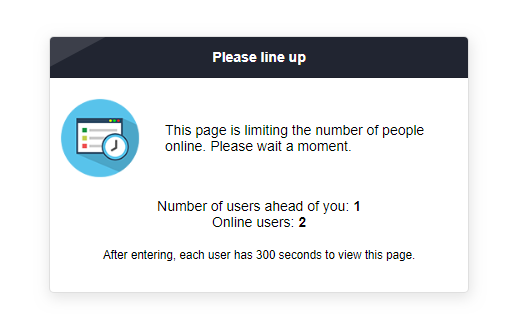 Please line up
This page is limiting the number of people
online. Please wait a moment.
Number of users ahead of you: 1
Online users: 2
After entering, each user has 300 seconds to view this page.